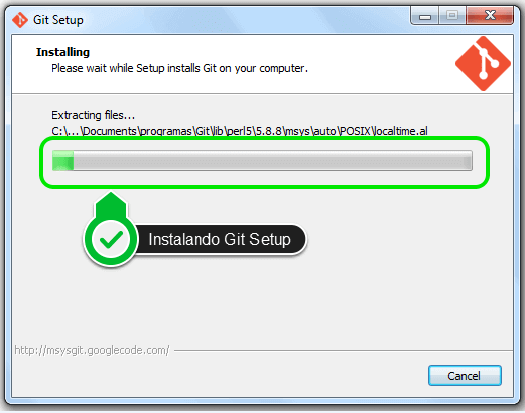 Git Setup
Installing
Please wait while Setup installs Git on your computer.
Extracting files...
C:\...\Documents\programas\Git\lib\perl5\5.8.8\msys\auto\POSIX\localtime.al
Instalando Git Setup
http://msysgit.googlecode.com/
Cancel